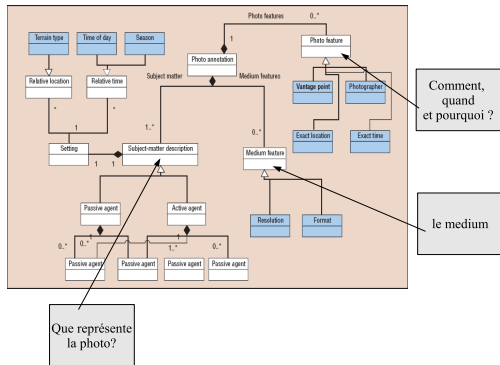 Photo features
0..*
Terrain type
Time of day
Season
1
Photo feature
Photo annotation
Subject matter
Medium features
Relative location
Relative time
Vantage point
Photographer
Comment,
quand
et pourquoi ?
*
*
1
1..*
0..*
Exact location
Exact time
Setting
1
1
Subject-matter description
Medium feature
Passive agent
Active agent
Resolution
Format
le medium
1
1
0..*
0..*
1..*
0..*
Passive agent
Passive agent
Passive agent
Passive agent
Que représente
la photo?